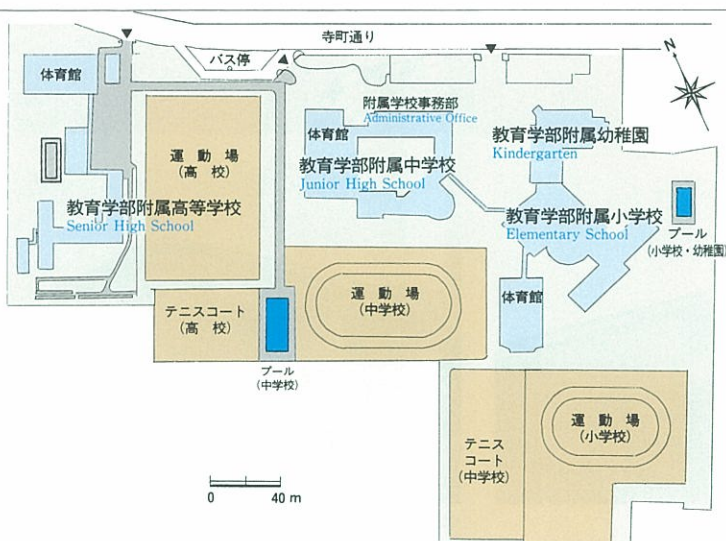 寺町通り
バス停
N
体育館
附属学校事務部
Administrative Office
体育館
教育学部附属幼稚園
Kindergarten
運動場
(高校)
教育学部附属中学校
Junior High School
教育学部附属高等学校
Senior High School
教育学部附属小学校
Elementary School
プール
(小学校・幼稚園)
テニスコート
(高 校)
運 動 場
(中学校)
体育館
プール
(中学校)
テニス
コート
(中学校)
運 動 場
(小学校)
0 40 m